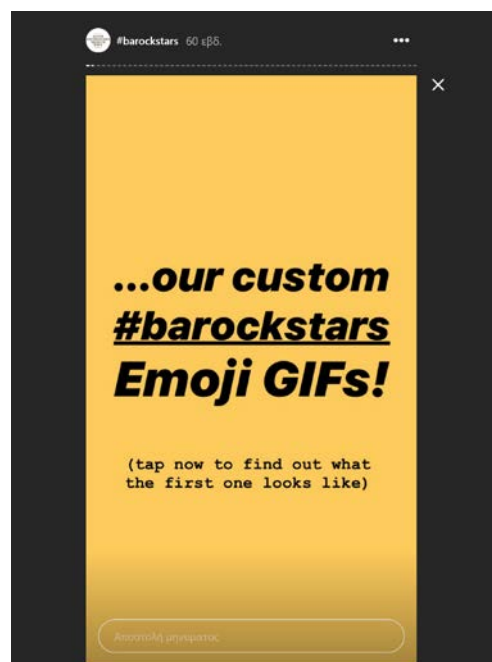 #barockstars 60 εβδ.
...our custom
#barockstars
Emoji GIFs!
(tap now to find out what
the first one looks like)
Αποστολή μηνύματος